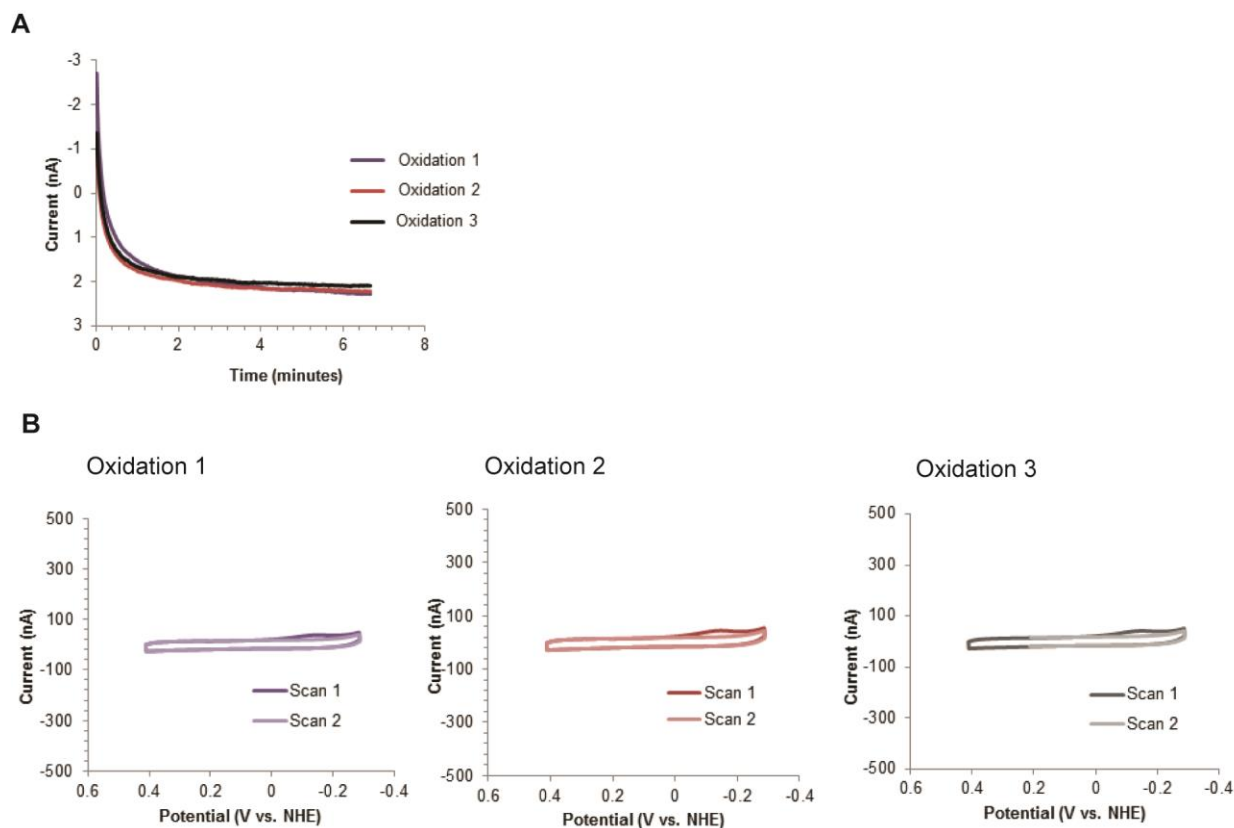 A
-3
-2
-1
0
1
2
3
Current (nA)
0 2 4 6 8
Time (minutes)
Oxidation 1
Oxidation 2
Oxidation 3
B
Oxidation 1
500
300
100
-100
-300
-500
Current (nA)
0.6 0.4 0.2 0 -0.2 -0.4
Potential (V vs. NHE)
Scan 1
Scan 2
Oxidation 2
500
300
100
-100
-300
-500
Current (nA)
0.6 0.4 0.2 0 -0.2 -0.4
Potential (V vs. NHE)
Scan 1
Scan 2
Oxidation 3
500
300
100
-100
-300
-500
Current (nA)
0.6 0.4 0.2 0 -0.2 -0.4
Potential (V vs. NHE)
Scan 1
Scan 2